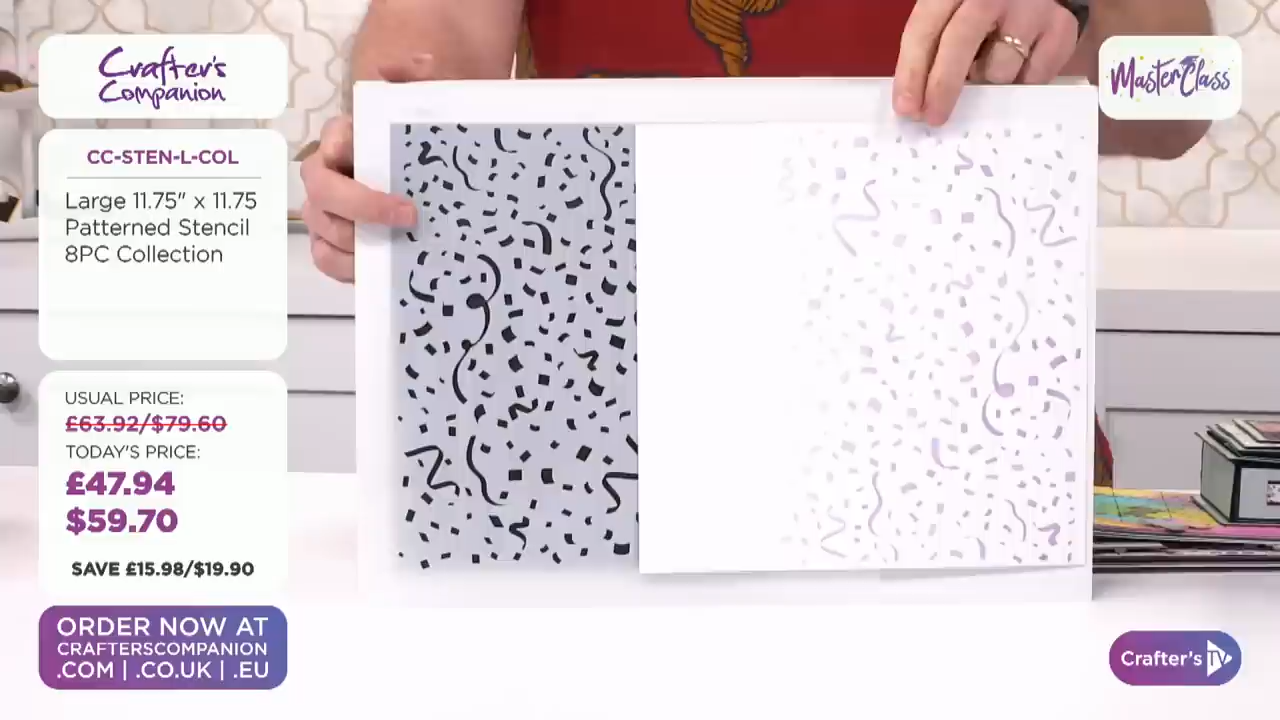 Crafter's
Companion
CC-STEN-L-COL
Large 11.75" x 11.75
Patterned Stencil
8PC Collection
USUAL PRICE:
£63.92/$79.60
TODAY'S PRICE:
£47.94
$59.70
SAVE £15.98/$19.90
ORDER NOW AT
CRAFTERSCOMPANION
.COM | .CO.UK | .EU
MasterClass
Crafter's TV